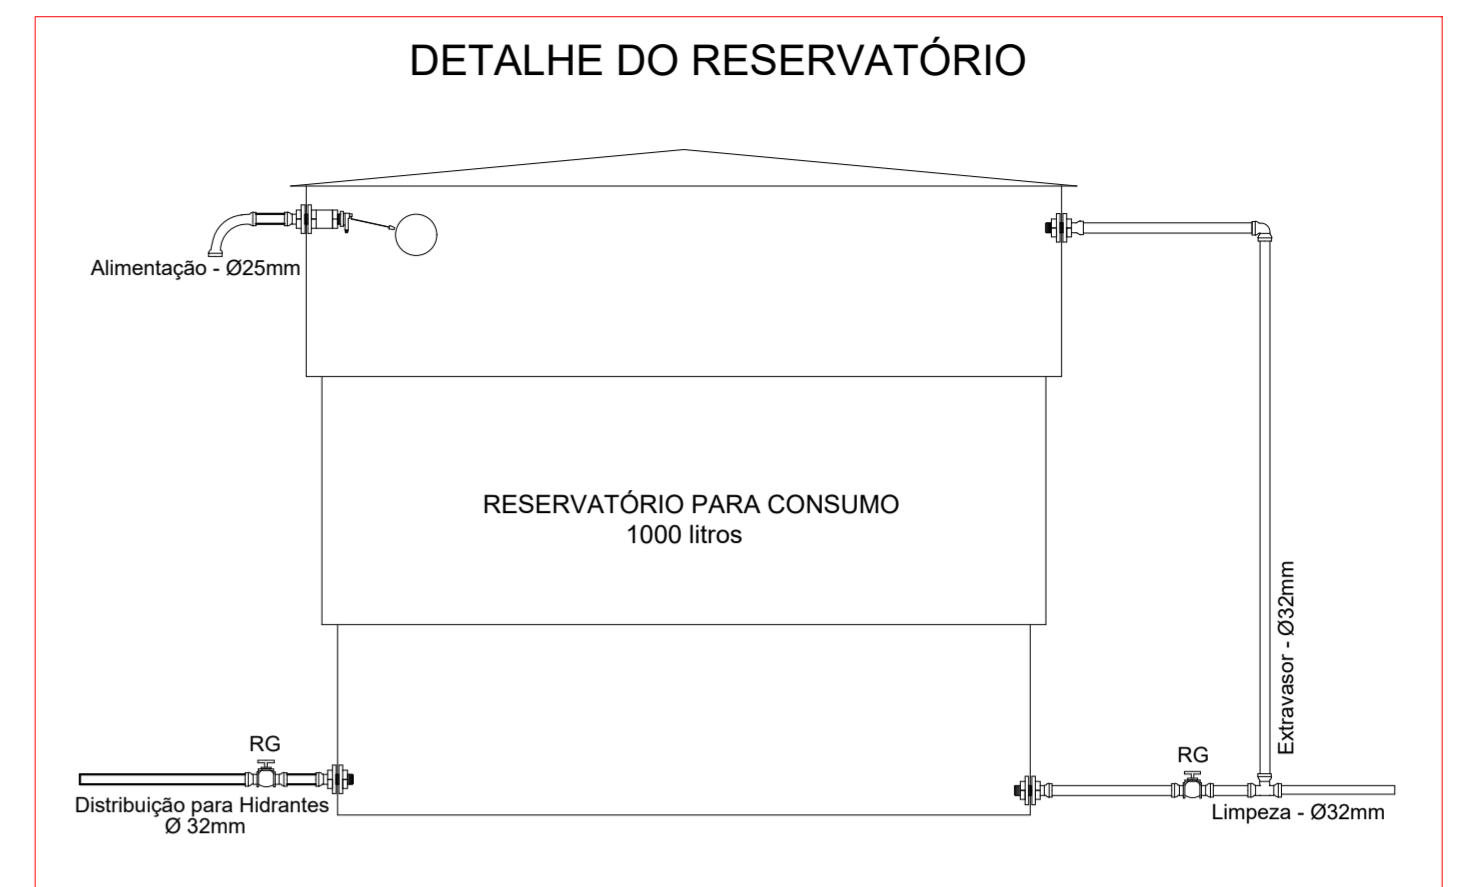 DETALHE DO RESERVATÓRIO
Alimentação - Ø25mm
RESERVATÓRIO PARA CONSUMO
1000 litros
Extravasor - Ø32mm
RG
Distribuição para Hidrantes
Ø 32mm
RG
Limpeza - Ø32mm